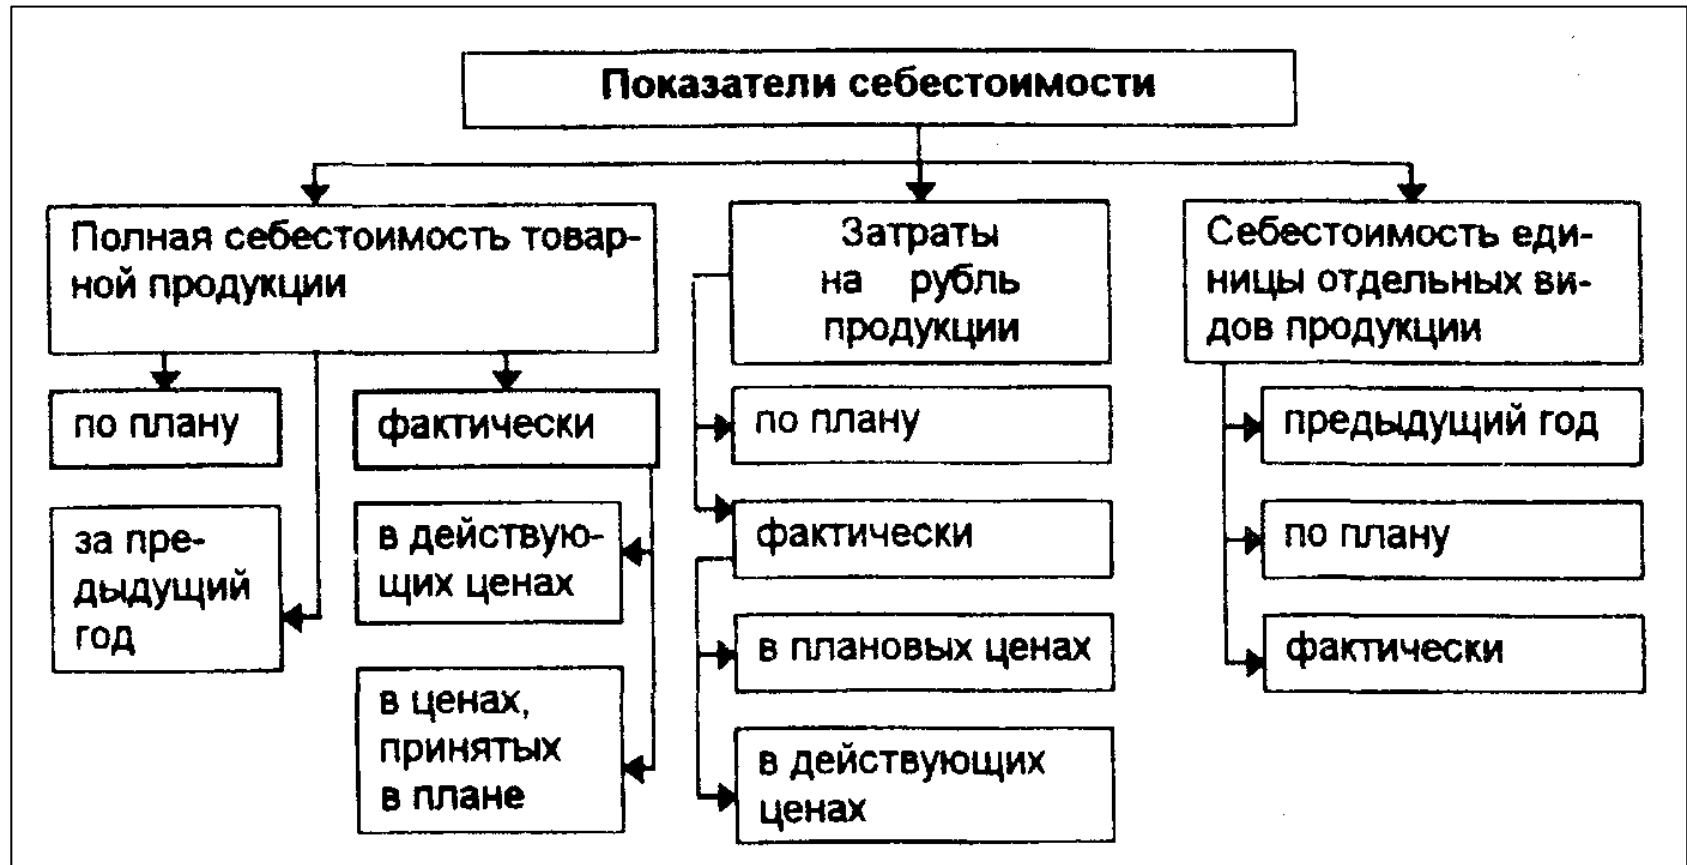 Показатели себестоимости
Полная себестоимость товар-
ной продукции
по плану
фактически
за пре-
дыдущий
год
в действую-
щих ценах
в ценах,
принятых
в плане
Затраты
на рубль
продукции
по плану
фактически
в плановых ценах
в действующих
ценах
Себестоимость еди-
ницы отдельных ви-
дов продукции
предыдущий год
по плану
фактически